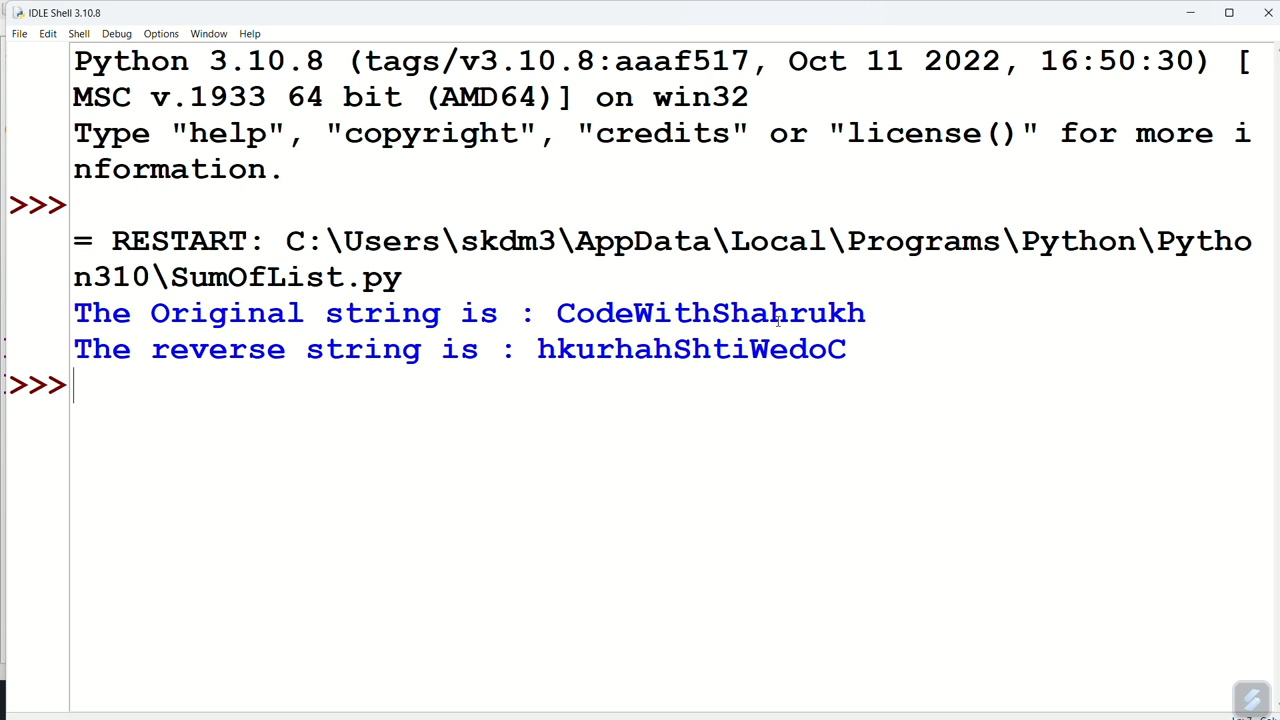 IDLE Shell 3.10.8
File Edit Shell Debug Options Window Help
Python 3.10.8 (tags/v3.10.8:aaaf517, Oct 11 2022, 16:50:30) [
MSC v.1933 64 bit (AMD64)] on win32
Type "help", "copyright", "credits" or "license()" for more i
nformation.
>>>
= RESTART: C:\Users\skdm3\AppData\Local\Programs\Python\Pytho
n310\SumOfList.py
The Original string is : CodeWithShahrukh
The reverse string is : hkurhahShtiWedoC
>>>